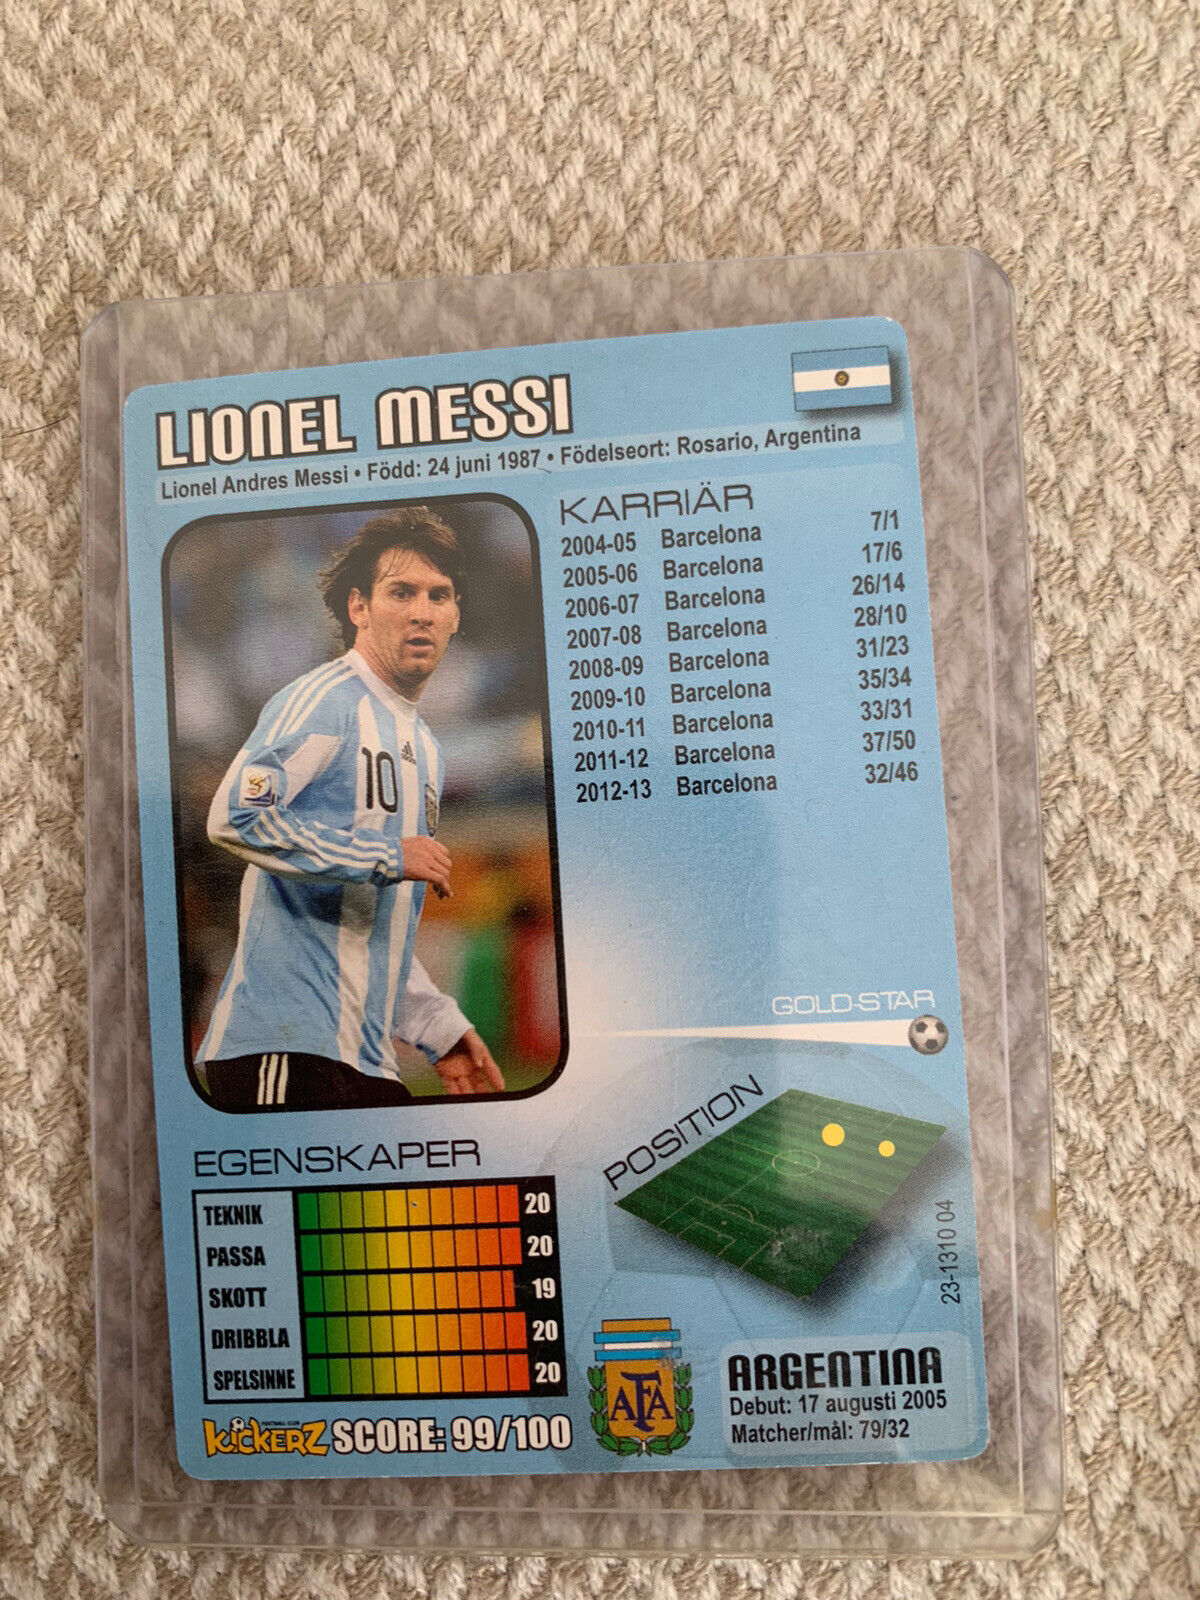 LIONEL MESSI
Lionel Andres Messi • Född: 24 juni 1987 • Födelseort: Rosario, Argentina
KARRIÄR
2004-05 Barcelona 7/1
2005-06 Barcelona 17/6
2006-07 Barcelona 26/14
2007-08 Barcelona 28/10
2008-09 Barcelona 31/23
2009-10 Barcelona 35/34
2010-11 Barcelona 33/31
2011-12 Barcelona 37/50
2012-13 Barcelona 32/46
10
adidas
GOLD-STAR
POSITION
23-1310 04
EGENSKAPER
TEKNIK 20
PASSA 20
SKOTT 19
DRIBBLA 20
SPELSINNE 20
FOOTBALL CLUB
KICKERZ SCORE: 99/100
AFA
ARGENTINA
Debut: 17 augusti 2005
Matcher/mål: 79/32